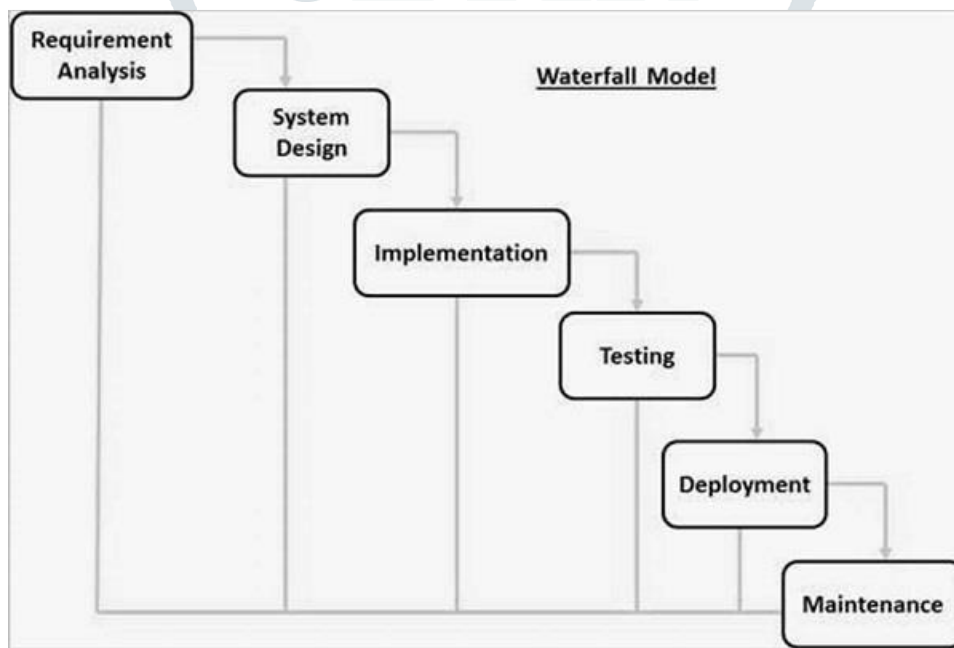 Requirement
Analysis
Waterfall Model
System
Design
Implementation
Testing
Deployment
Maintenance